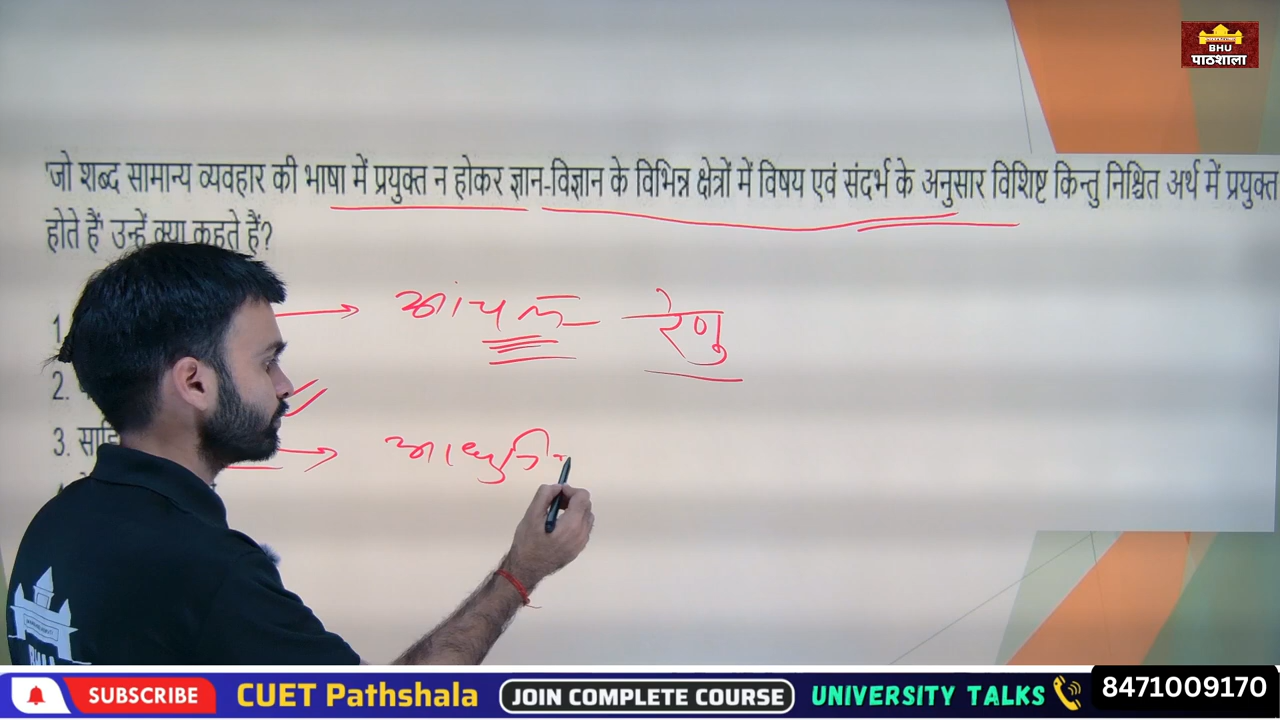 BHU
पाठशाला
'जो शब्द सामान्य व्यवहार की भाषा में प्रयुक्त न होकर ज्ञान-विज्ञान के विभिन्न क्षेत्रों में विषय एवं संदर्भ के अनुसार विशिष्ट किन्तु निश्चित अर्थ में प्रयुक्त
होते हैं' उन्हें क्या कहते हैं?
1.
आंचल रेणु
2.
3. साहि
आधुनि
BHU
SUBSCRIBE CUET Pathshala JOIN COMPLETE COURSE UNIVERSITY TALKS 8471009170